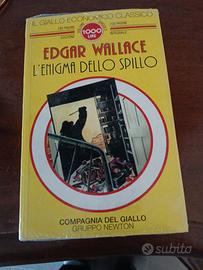 IL GIALLO ECONOMICO CLASSICO
1000
LIRE
EDGAR WALLACE
L'ENIGMA DELLO SPILLO
COMPAGNIA DEL GIALLO
GRUPPO NEWTON
subito